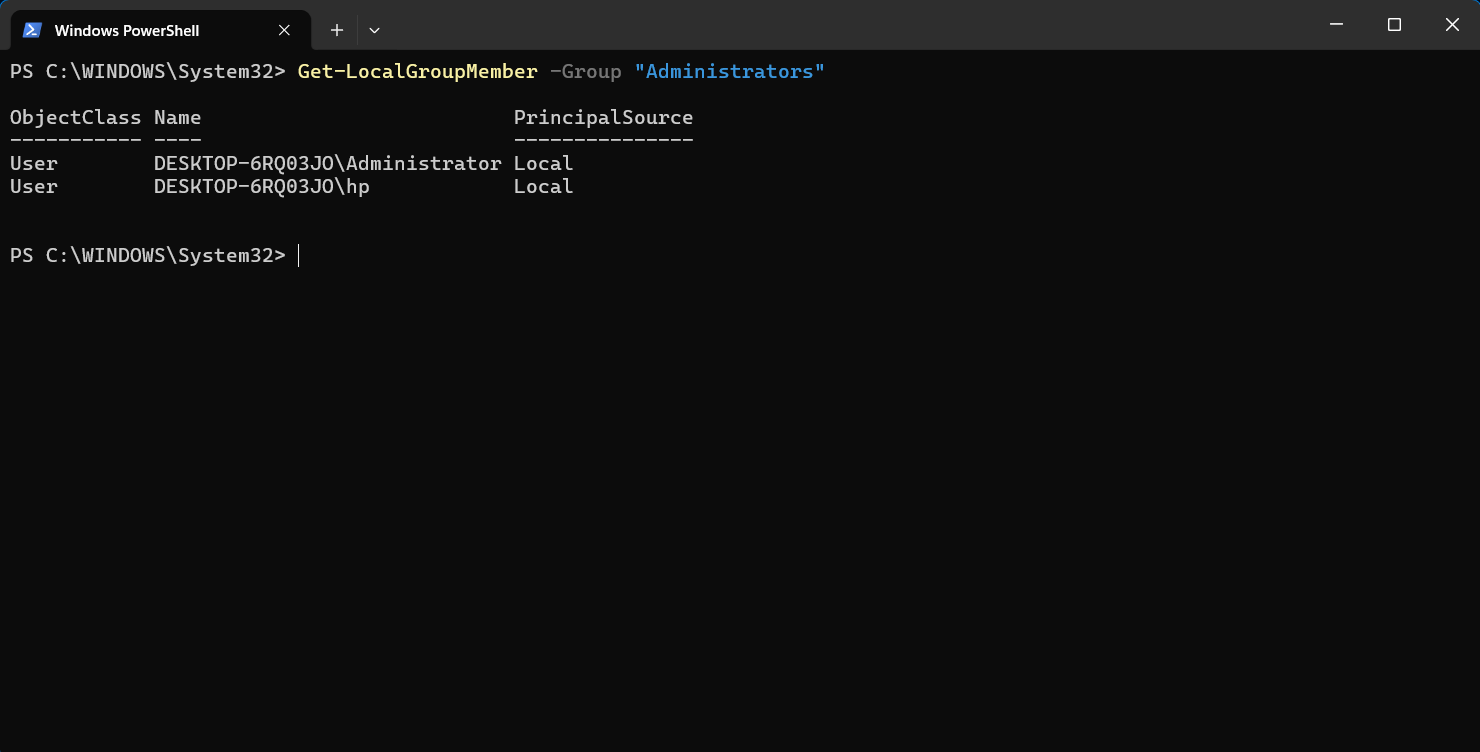 Windows PowerShell
PS C:\WINDOWS\System32> Get-LocalGroupMember -Group "Administrators"
ObjectClass Name                          PrincipalSource
----------- ----                          ---------------
User        DESKTOP-6RQ03JO\Administrator Local
User        DESKTOP-6RQ03JO\hp            Local
PS C:\WINDOWS\System32>